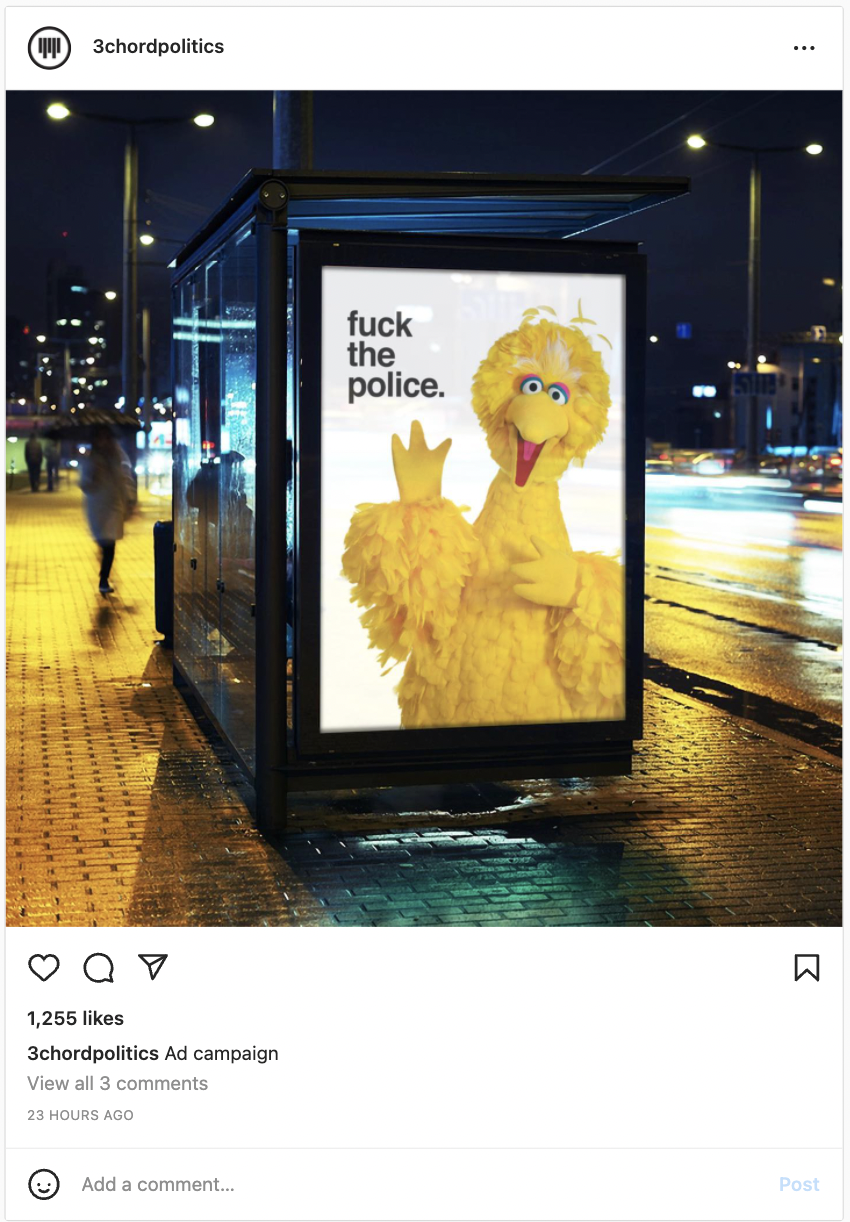 3chordpolitics
fuck
the
police.
1,255 likes
3chordpolitics Ad campaign
View all 3 comments
23 HOURS AGO
Add a comment...
Post